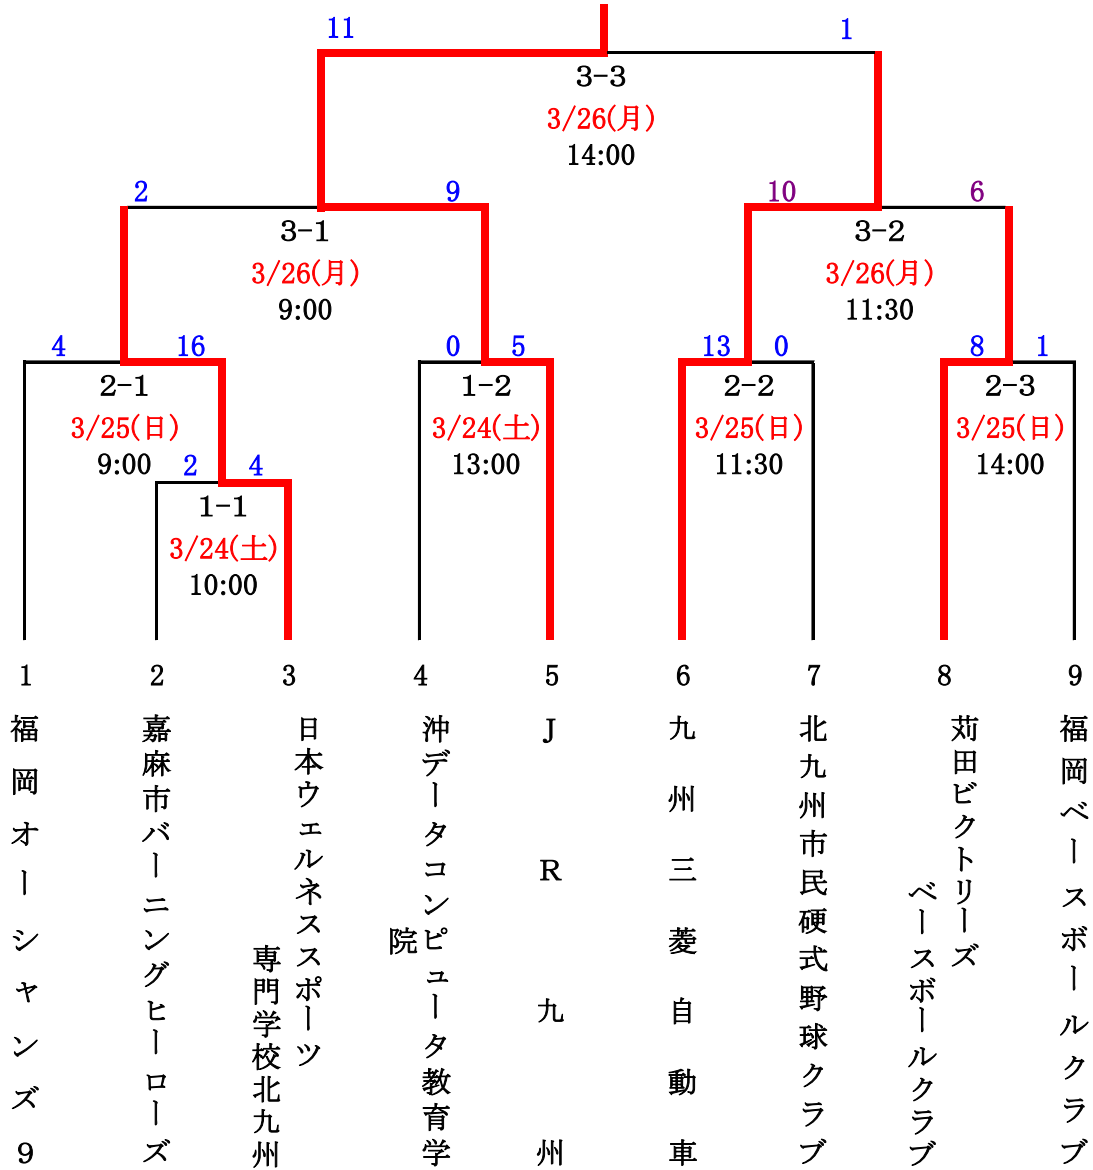 11 1
3-3
3/26(月)
14:00
2 9 10 6
3-1 3-2
3/26(月) 3/26(月)
9:00 11:30
4 16 0 5 13 0 8 1
2-1 1-2 2-2 2-3
3/25(日) 3/24(土) 3/25(日) 3/25(日)
9:00 13:00 11:30 14:00
2 4
1-1
3/24(土)
10:00
1 2 3 4 5 6 7 8 9
福岡オーシャンズ9
嘉麻市バーニングヒーローズ
日本ウェルネススポーツ
専門学校北九州
沖データコンピュータ教育学
院
JR九州
九州三菱自動車
北九州市民硬式野球クラブ
苅田ビクトリーズ
ベースボールクラブ
福岡ベースボールクラブ